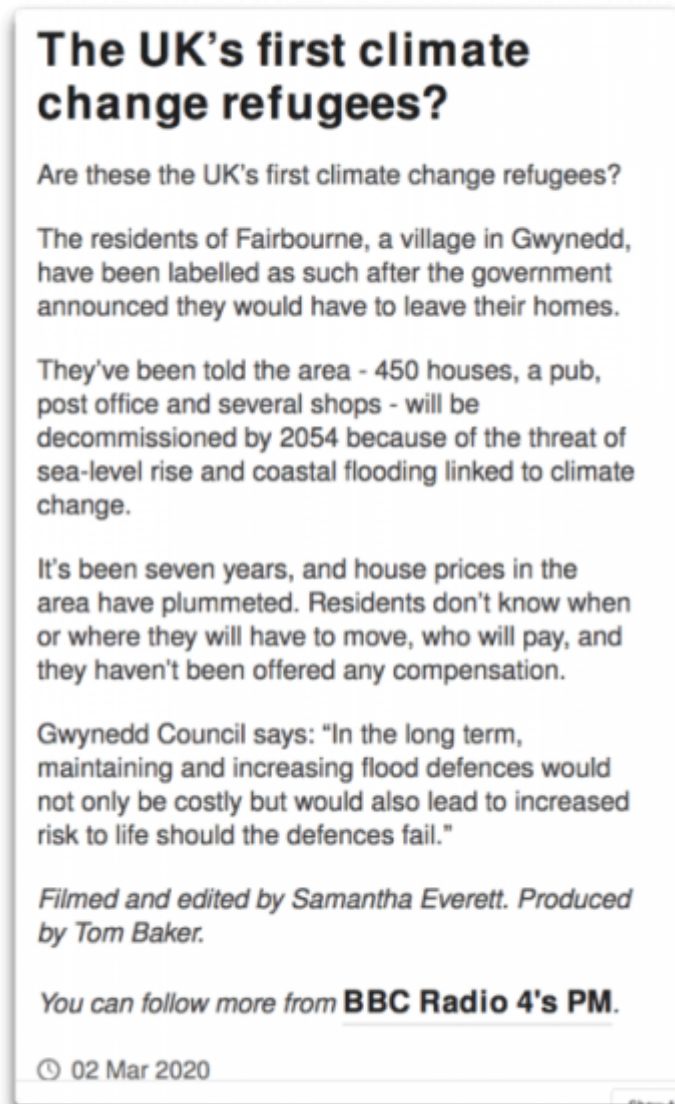 The UK’s first climate
change refugees?
Are these the UK's first climate change refugees?
The residents of Fairbourne, a village in Gwynedd,
have been labelled as such after the government
announced they would have to leave their homes.
They've been told the area - 450 houses, a pub,
post office and several shops - will be
decommissioned by 2054 because of the threat of
sea-level rise and coastal flooding linked to climate
change.
It's been seven years, and house prices in the
area have plummeted. Residents don't know when
or where they will have to move, who will pay, and
they haven't been offered any compensation.
Gwynedd Council says: “In the long term,
maintaining and increasing flood defences would
not only be costly but would also lead to increased
risk to life should the defences fail."
Filmed and edited by Samantha Everett. Produced
by Tom Baker.
You can follow more from BBC Radio 4's PM.
02 Mar 2020